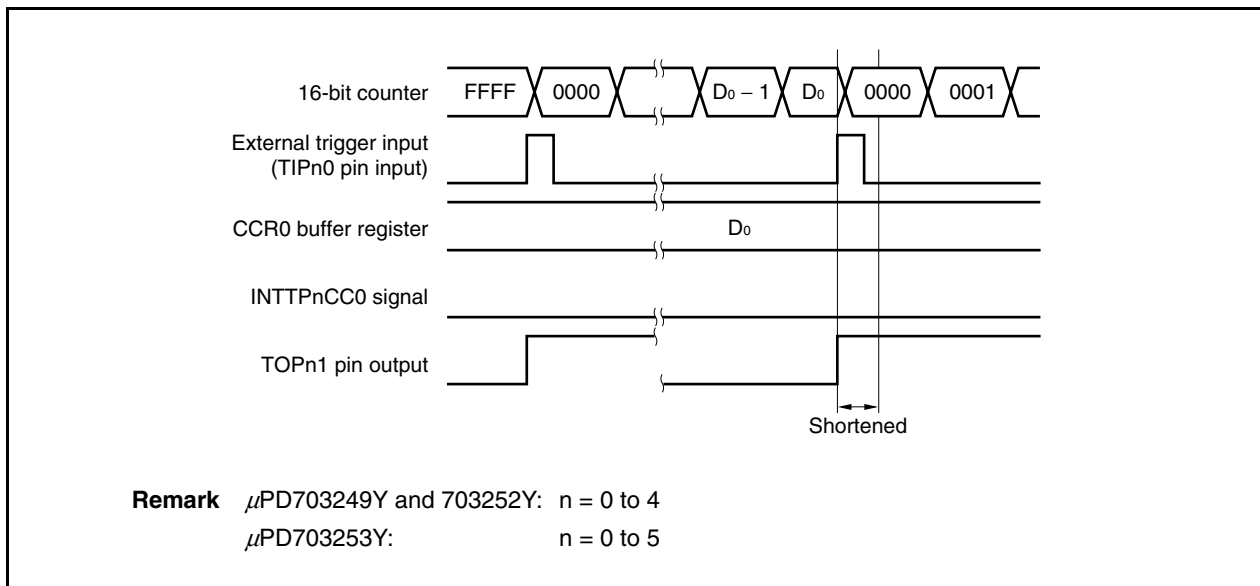 16-bit counter FFFF 0000 D₀ − 1 D₀ 0000 0001
External trigger input
(TIPn0 pin input)
CCR0 buffer register D₀
INTTPnCC0 signal
TOPn1 pin output
Shortened
Remark μPD703249Y and 703252Y: n = 0 to 4
μPD703253Y: n = 0 to 5